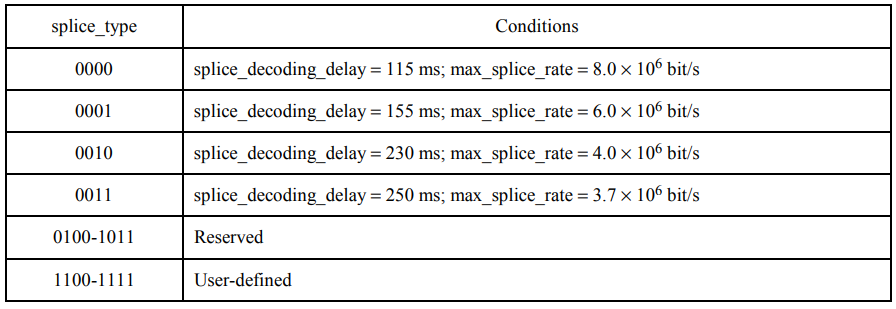 splice_type Conditions
0000 splice_decoding_delay = 115 ms; max_splice_rate = 8.0 × 10⁶ bit/s
0001 splice_decoding_delay = 155 ms; max_splice_rate = 6.0 × 10⁶ bit/s
0010 splice_decoding_delay = 230 ms; max_splice_rate = 4.0 × 10⁶ bit/s
0011 splice_decoding_delay = 250 ms; max_splice_rate = 3.7 × 10⁶ bit/s
0100-1011 Reserved
1100-1111 User-defined